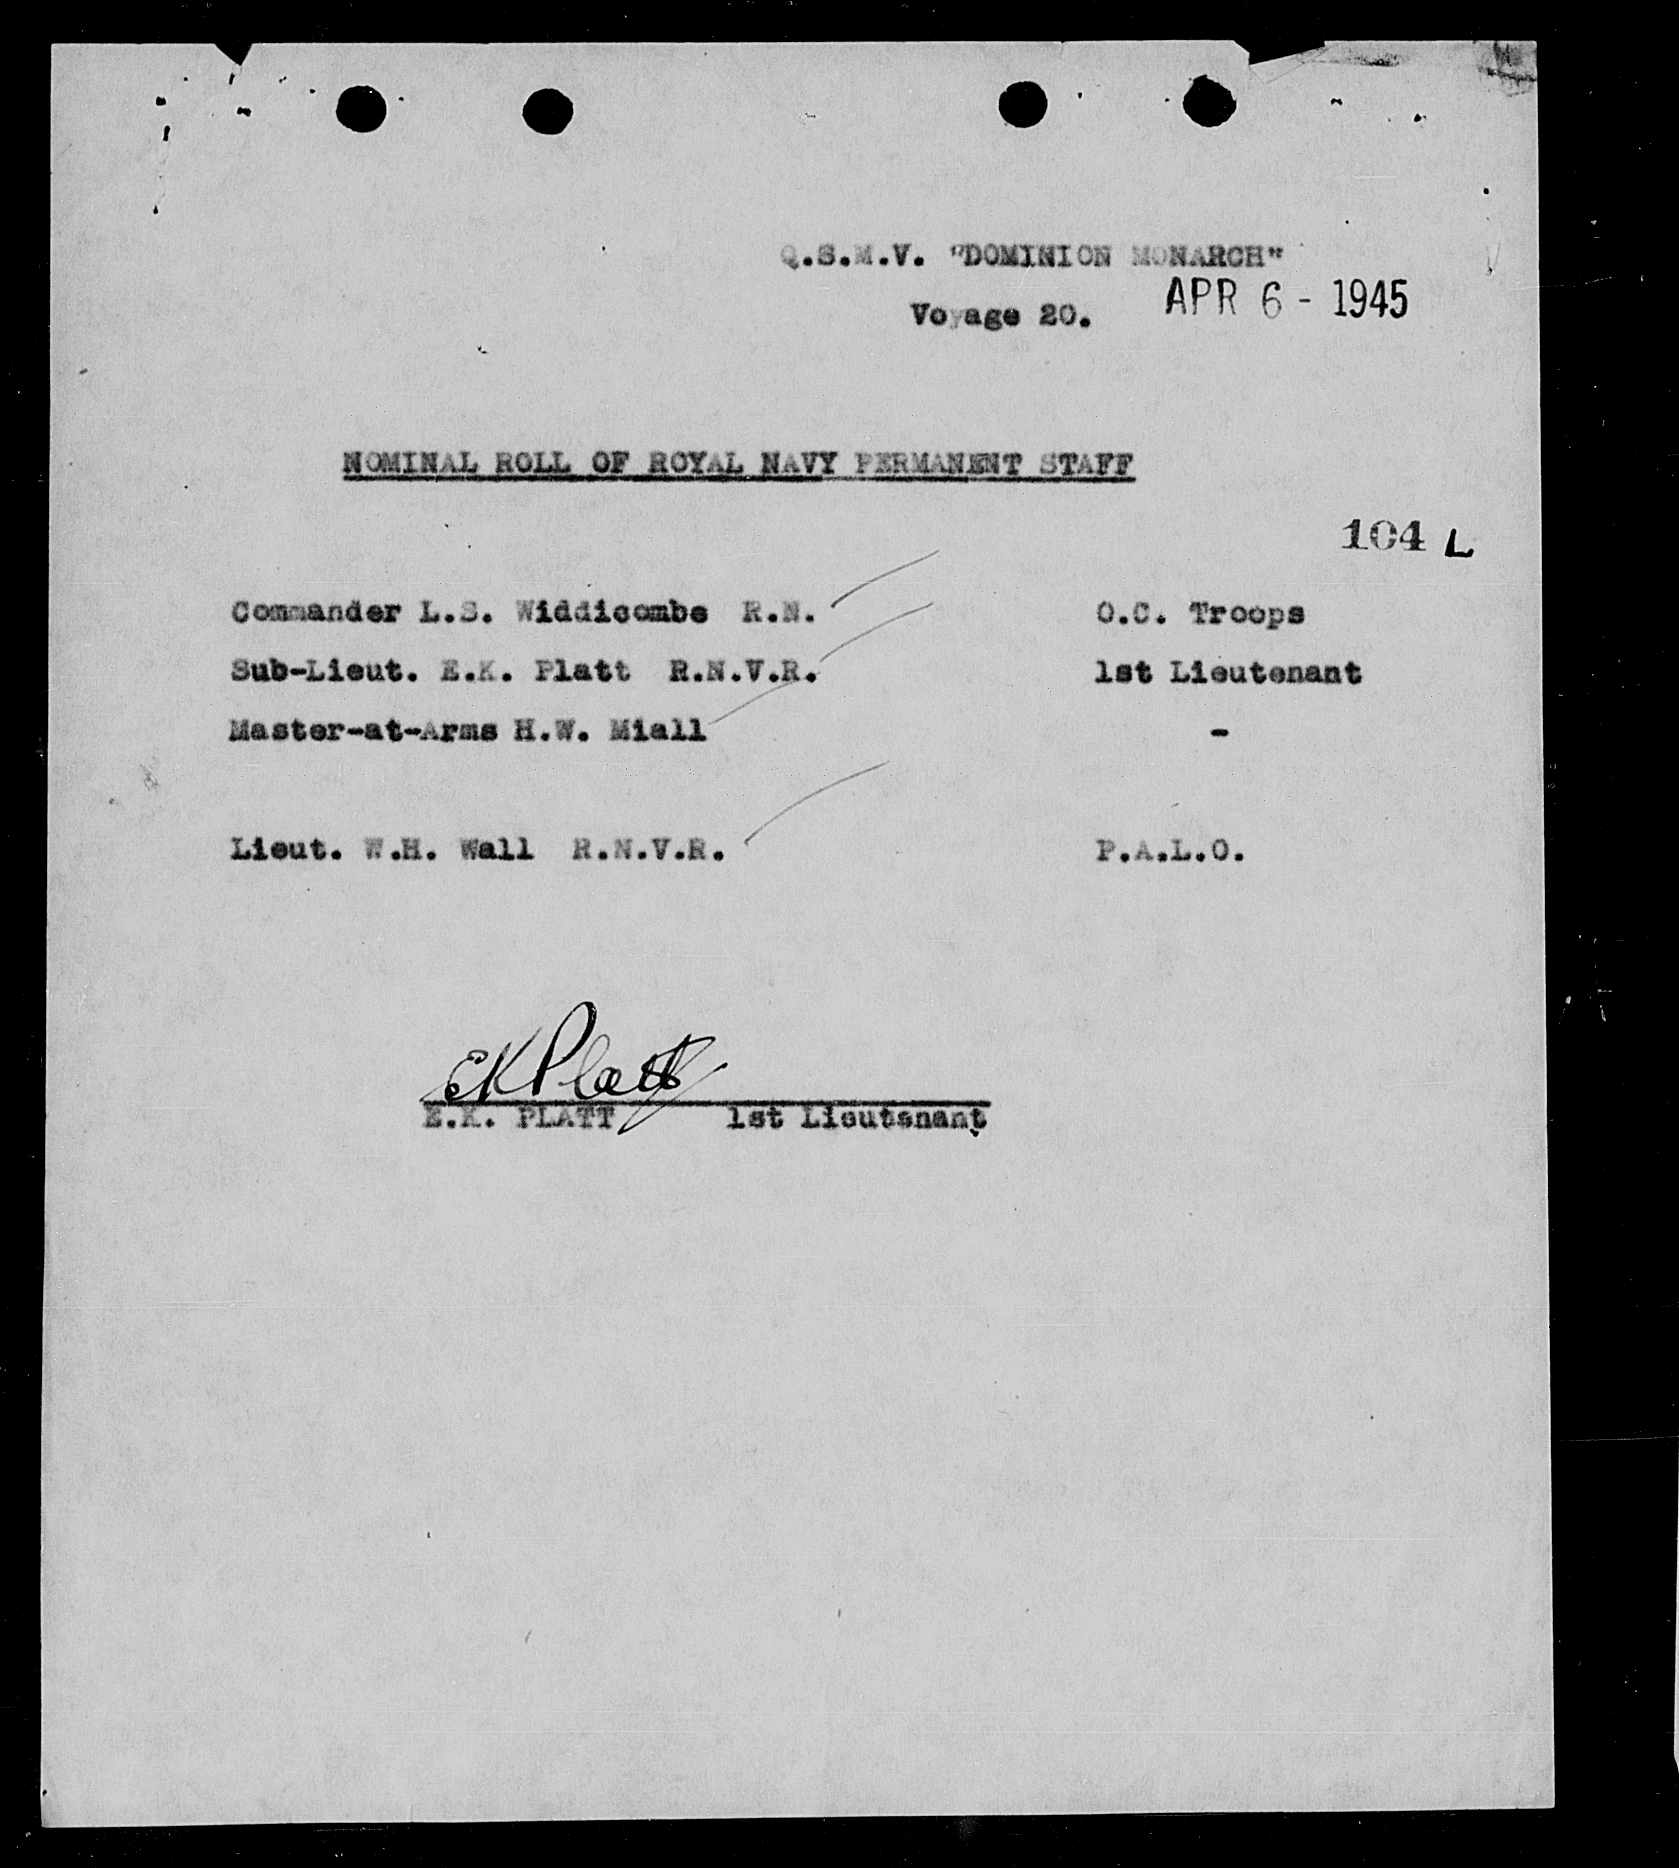 Q.S.M.V. "DOMINION MONARCH"
Voyage 20. APR 6 - 1945
NOMINAL ROLL OF ROYAL NAVY PERMANENT STAFF
104 L
Commander L.S. Widdicombe R.N. O.C. Troops
Sub-Lieut. E.K. Platt R.N.V.R. 1st Lieutenant
Master-at-Arms H.W. Miall -
Lieut. W.H. Wall R.N.V.R. P.A.L.O.
EKPlatt
E.K. PLATT 1st Lieutenant